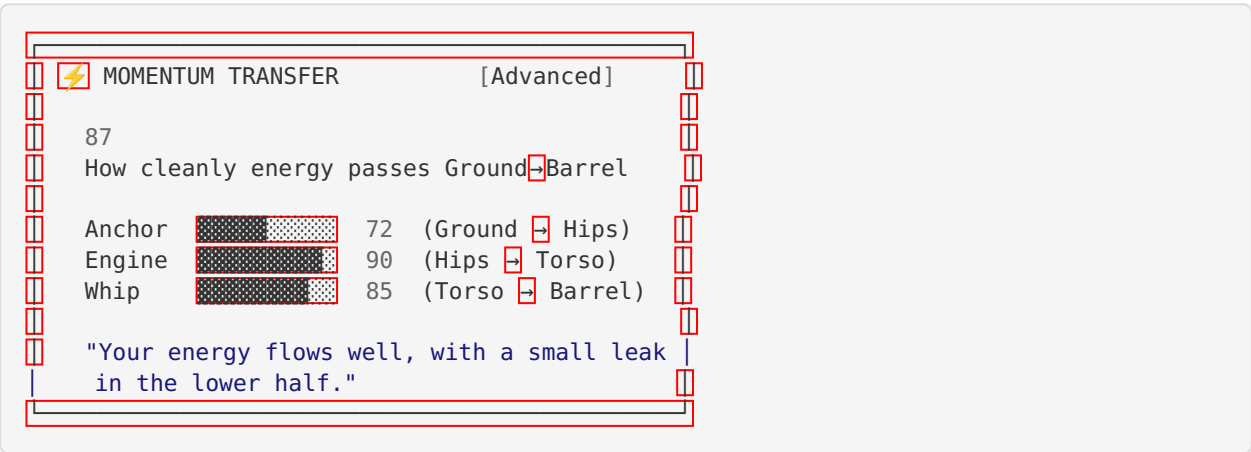 ⚡ MOMENTUM TRANSFER [Advanced]
87
How cleanly energy passes Ground→Barrel
Anchor 72 (Ground → Hips)
Engine 90 (Hips → Torso)
Whip 85 (Torso → Barrel)
"Your energy flows well, with a small leak
in the lower half."